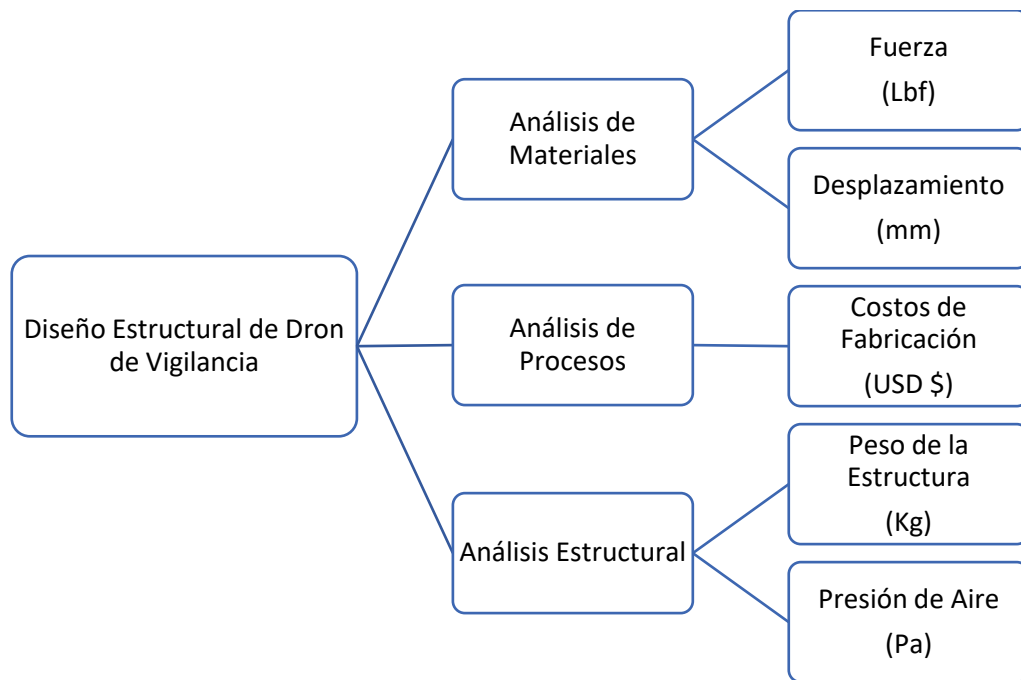 Diseño Estructural de Dron
de Vigilancia
Análisis de
Materiales
Fuerza
(Lbf)
Desplazamiento
(mm)
Análisis de
Procesos
Costos de
Fabricación
(USD $)
Análisis Estructural
Peso de la
Estructura
(Kg)
Presión de Aire
(Pa)